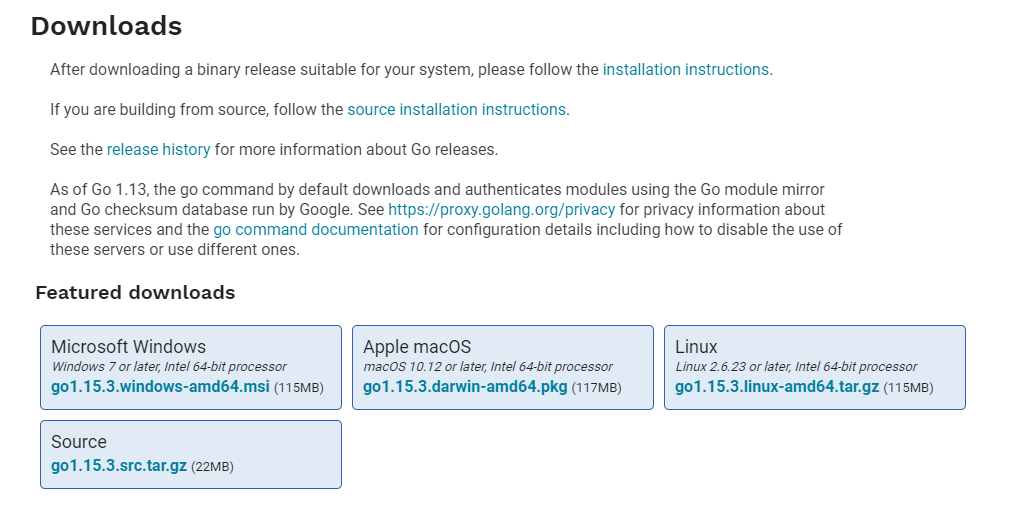 Downloads
After downloading a binary release suitable for your system, please follow the installation instructions.
If you are building from source, follow the source installation instructions.
See the release history for more information about Go releases.
As of Go 1.13, the go command by default downloads and authenticates modules using the Go module mirror
and Go checksum database run by Google. See https://proxy.golang.org/privacy for privacy information about
these services and the go command documentation for configuration details including how to disable the use of
these servers or use different ones.
Featured downloads
Microsoft Windows
Windows 7 or later, Intel 64-bit processor
go1.15.3.windows-amd64.msi (115MB)
Apple macOS
macOS 10.12 or later, Intel 64-bit processor
go1.15.3.darwin-amd64.pkg (117MB)
Linux
Linux 2.6.23 or later, Intel 64-bit processor
go1.15.3.linux-amd64.tar.gz (115MB)
Source
go1.15.3.src.tar.gz (22MB)